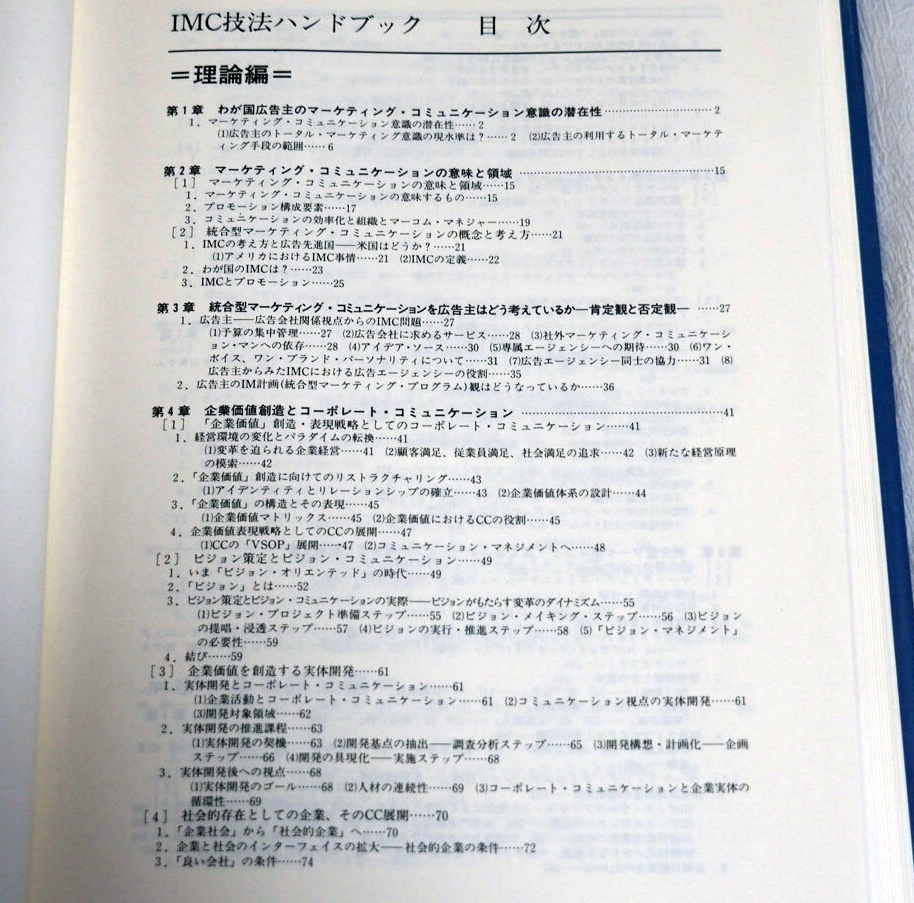 IMC技法ハンドブック　　目　次
＝理論編＝
第1章　わが国広告主のマーケティング・コミュニケーション意識の潜在性……………………2
1．マーケティング・コミュニケーション意識の潜在性……2
(1)広告主のトータル・マーケティング意識の現水準は？……2　(2)広告主の利用するトータル・マーケテ
ィング手段の範囲……6
第2章　マーケティング・コミュニケーションの意味と領域……………………15
［1］　マーケティング・コミュニケーションの意味と領域……15
1．マーケティング・コミュニケーションの意味するもの……15
2．プロモーション構成要素……17
3．コミュニケーションの効率化と組織とマーコム・マネジャー……19
［2］　統合型マーケティング・コミュニケーションの概念と考え方……21
1．IMCの考え方と広告先進国――米国はどうか？……21
(1)アメリカにおけるIMC事情……21　(2)IMCの定義……22
2．わが国のIMCは？……23
3．IMCとプロモーション……25
第3章　統合型マーケティング・コミュニケーションを広告主はどう考えているか―肯定観と否定観―　……27
1．広告主――広告会社関係視点からのIMC問題……27
(1)予算の集中管理……27　(2)広告会社に求めるサービス……28　(3)社外マーケティング・コミュニケーシ
ョン・マンへの依存……28　(4)アイデア・ソース……30　(5)専属エージェンシーへの期待……30　(6)ワン・
ボイス、ワン・ブランド・パーソナリティについて……31　(7)広告エージェンシー同士の協力……31　(8)
広告主からみたIMCにおける広告エージェンシーの役割……35
2．広告主のIM計画(統合型マーケティング・プログラム)観はどうなっているか……36
第4章　企業価値創造とコーポレート・コミュニケーション　……………………41
［1］　「企業価値」創造・表現戦略としてのコーポレート・コミュニケーション……41
1．経営環境の変化とパラダイムの転換……41
(1)変革を迫られる企業経営……41　(2)顧客満足、従業員満足、社会満足の追求……42　(3)新たな経営原理
の模索……42
2．「企業価値」創造に向けてのリストラクチャリング……43
(1)アイデンティティとリレーションシップの確立……43　(2)企業価値体系の設計……44
3．「企業価値」の構造とその表現……45
(1)企業価値マトリックス……45　(2)企業価値におけるCCの役割……45
4．企業価値表現戦略としてのCCの展開……47
(1)CCの「VSOP」展開……47　(2)コミュニケーション・マネジメントへ……48
［2］　ビジョン策定とビジョン・コミュニケーション……49
1．いま「ビジョン・オリエンテッド」の時代……49
2．「ビジョン」とは……52
3．ビジョン策定とビジョン・コミュニケーションの実際――ビジョンがもたらす変革のダイナミズム……55
(1)ビジョン・プロジェクト準備ステップ……55　(2)ビジョン・メイキング・ステップ……56　(3)ビジョン
の提唱・浸透ステップ……57　(4)ビジョンの実行・推進ステップ……58　(5)「ビジョン・マネジメント」
の必要性……59
4．結び……59
［3］　企業価値を創造する実体開発……61
1．実体開発とコーポレート・コミュニケーション……61
(1)企業活動とコーポレート・コミュニケーション……61　(2)コミュニケーション視点の実体開発……61
(3)開発対象領域……62
2．実体開発の推進課程……63
(1)実体開発の契機……63　(2)開発基点の抽出――調査分析ステップ……65　(3)開発構想・計画化――企画
ステップ……66　(4)開発の具現化――実施ステップ……68
3．実体開発後への視点……68
(1)実体開発のゴール……68　(2)人材の連続性……69　(3)コーポレート・コミュニケーションと企業実体の
循環性……69
［4］　社会的存在としての企業、そのCC展開……70
1．「企業社会」から「社会的企業」へ……70
2．企業と社会のインターフェイスの拡大――社会的企業の条件……72
3．「良い会社」の条件……74